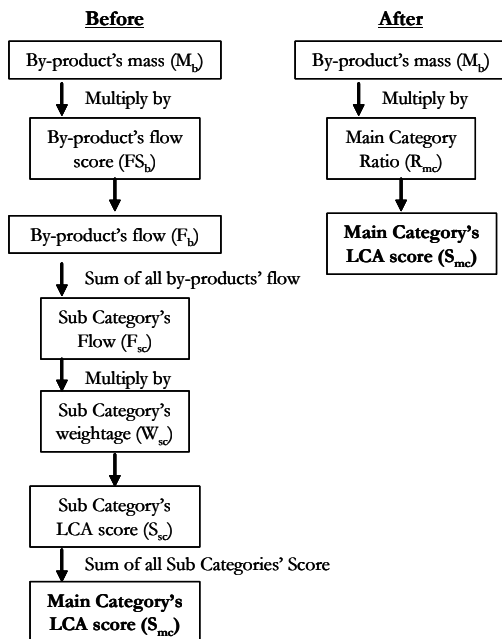 Before
By-product's mass (Mb)
Multiply by
By-product's flow
score (FSb)
By-product's flow (Fb)
Sum of all by-products' flow
Sub Category's
Flow (Fsc)
Multiply by
Sub Category's
weightage (Wsc)
Sub Category's
LCA score (Ssc)
Sum of all Sub Categories' Score
Main Category's
LCA score (Smc)
After
By-product's mass (Mb)
Multiply by
Main Category
Ratio (Rmc)
Main Category's
LCA score (Smc)